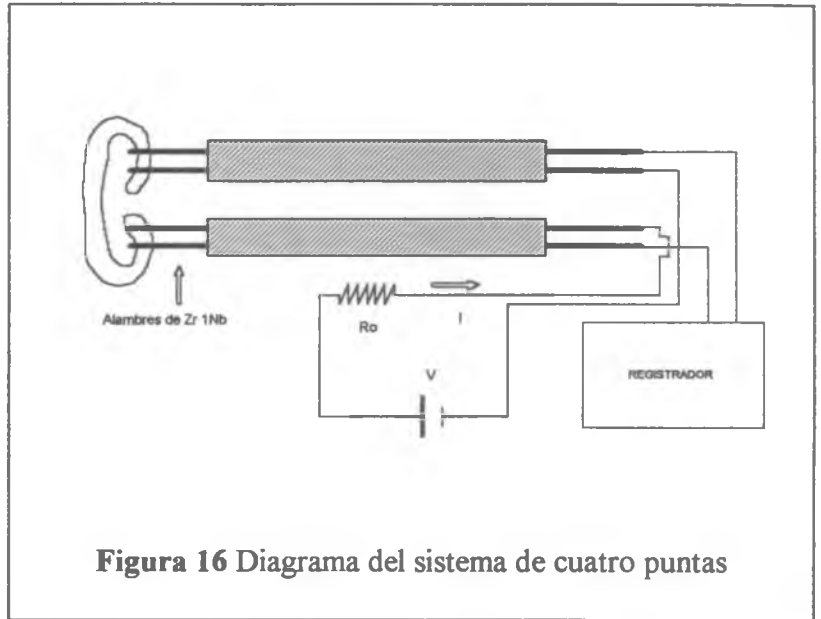 Alambres de Zr 1Nb
Ro
I
V
REGISTRADOR
Figura 16 Diagrama del sistema de cuatro puntas